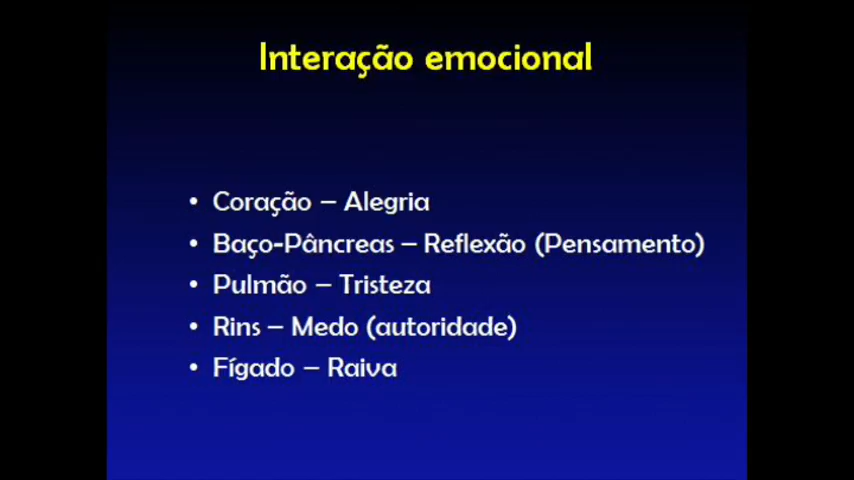 Interação emocional
• Coração – Alegria
• Baço-Pâncreas – Reflexão (Pensamento)
• Pulmão – Tristeza
• Rins – Medo (autoridade)
• Fígado – Raiva